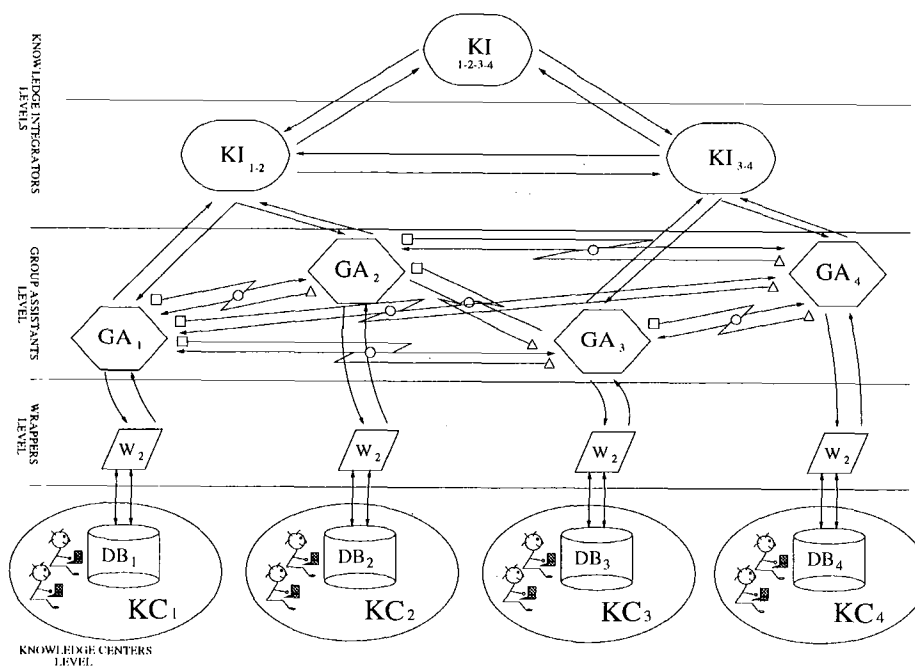 KNOWLEDGE INTEGRATORS
LEVELS
KI
1-2-3-4
KI 1-2
KI 3-4
GROUP ASSISTANTS
LEVEL
GA 1
GA 2
GA 3
GA 4
WRAPPERS
LEVEL
W 2
W 2
W 2
W 2
DB 1
DB 2
DB 3
DB 4
KC 1
KC 2
KC 3
KC 4
KNOWLEDGE CENTERS
LEVEL